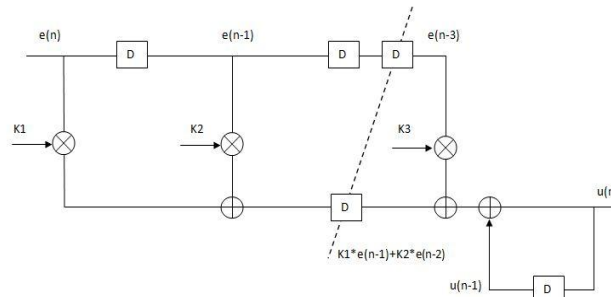 e(n) e(n-1) e(n-3)
D D D
K1 K2 K3
D
u(n
K1*e(n-1)+K2*e(n-2)
u(n-1) D